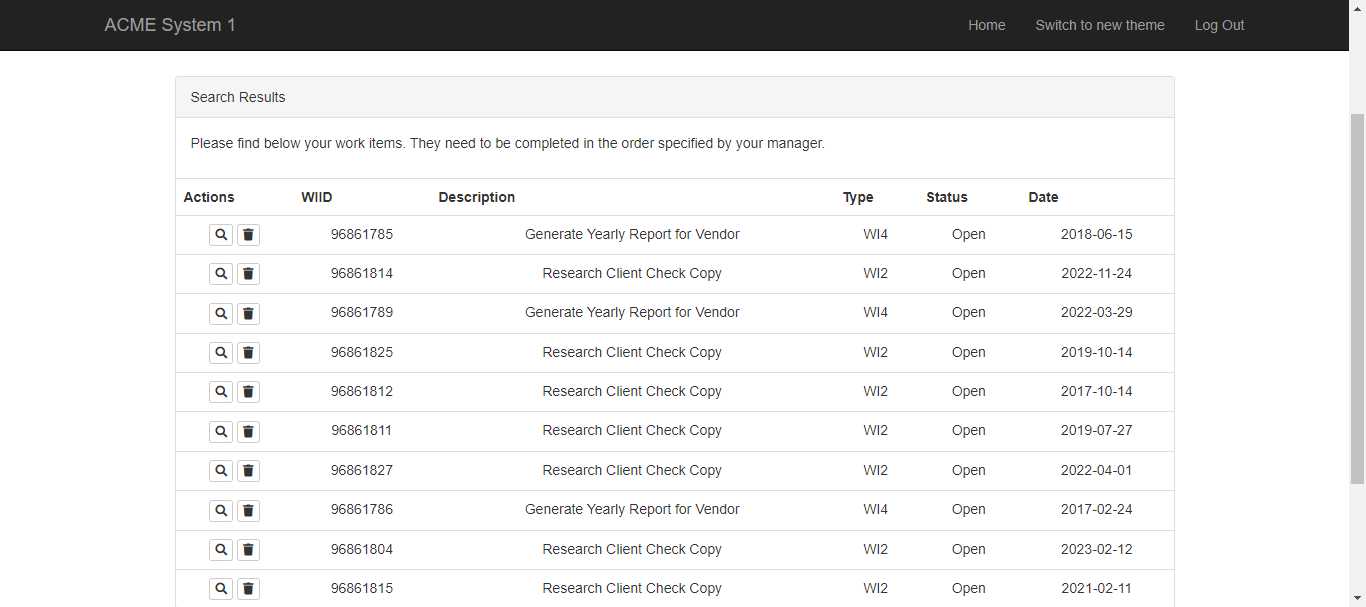 ACME System 1 Home Switch to new theme Log Out
Search Results
Please find below your work items. They need to be completed in the order specified by your manager.
Actions WIID Description Type Status Date
96861785 Generate Yearly Report for Vendor WI4 Open 2018-06-15
96861814 Research Client Check Copy WI2 Open 2022-11-24
96861789 Generate Yearly Report for Vendor WI4 Open 2022-03-29
96861825 Research Client Check Copy WI2 Open 2019-10-14
96861812 Research Client Check Copy WI2 Open 2017-10-14
96861811 Research Client Check Copy WI2 Open 2019-07-27
96861827 Research Client Check Copy WI2 Open 2022-04-01
96861786 Generate Yearly Report for Vendor WI4 Open 2017-02-24
96861804 Research Client Check Copy WI2 Open 2023-02-12
96861815 Research Client Check Copy WI2 Open 2021-02-11